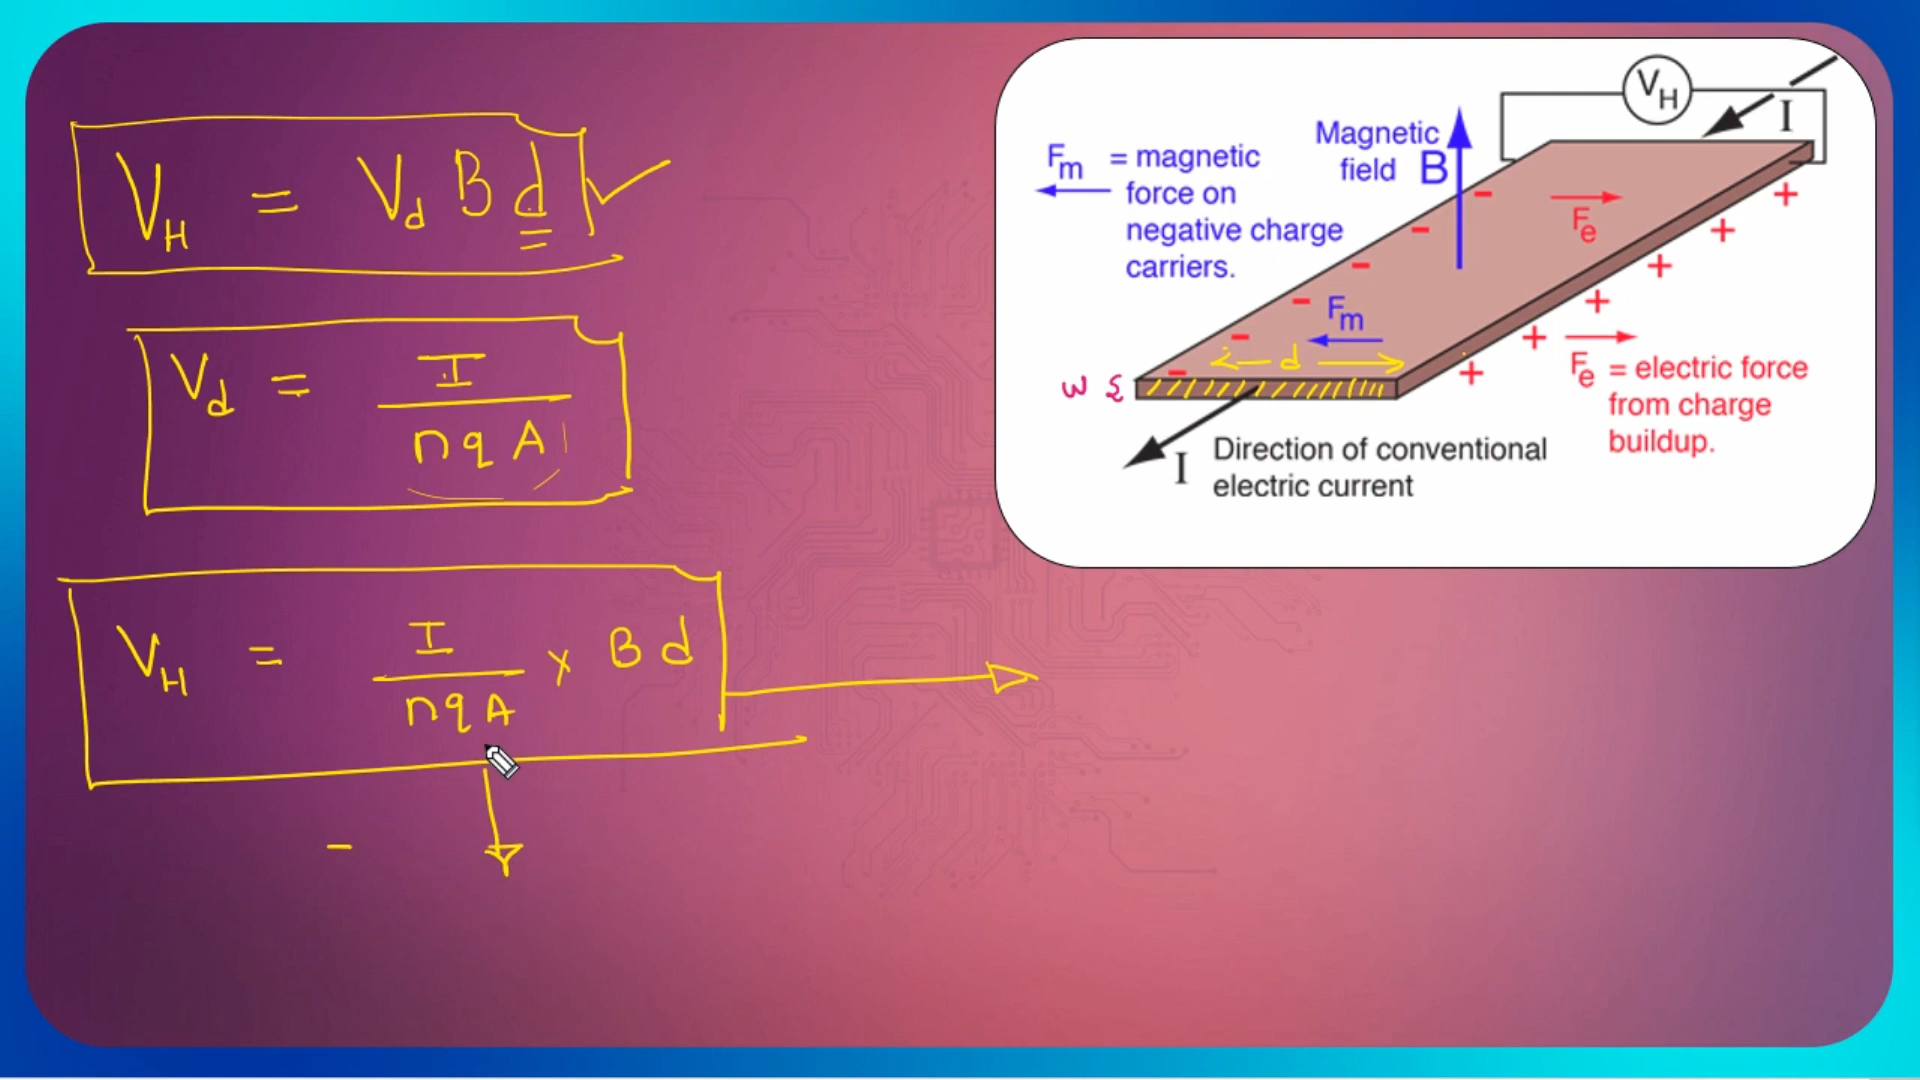 V_H = V_d B d
V_d = I / nqA
V_H = I / nqA × B d
-
V_H
I
Magnetic field B
F_m = magnetic force on negative charge carriers.
- - - - - -
F_e
+ + + + + +
F_m
d
w
F_e = electric force from charge buildup.
I
Direction of conventional electric current